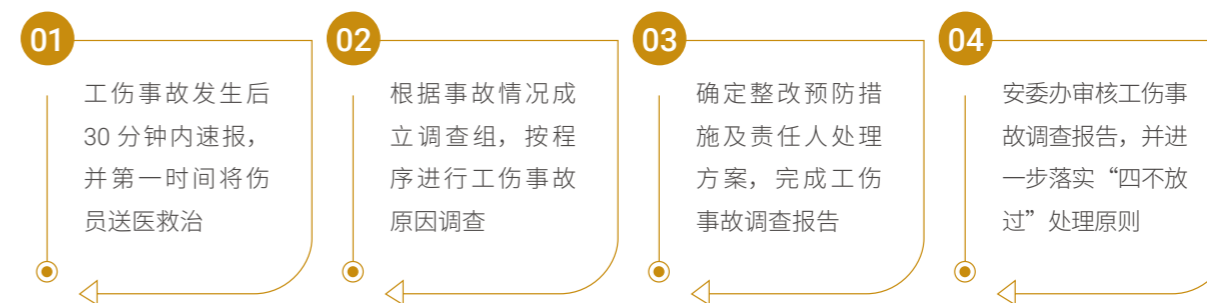 01
工伤事故发生后
30 分钟内速报，
并第一时间将伤
员送医救治
02
根据事故情况成
立调查组，按程
序进行工伤事故
原因调查
03
确定整改预防措
施及责任人处理
方案，完成工伤
事故调查报告
04
安委办审核工伤事
故调查报告，并进
一步落实“四不放
过”处理原则